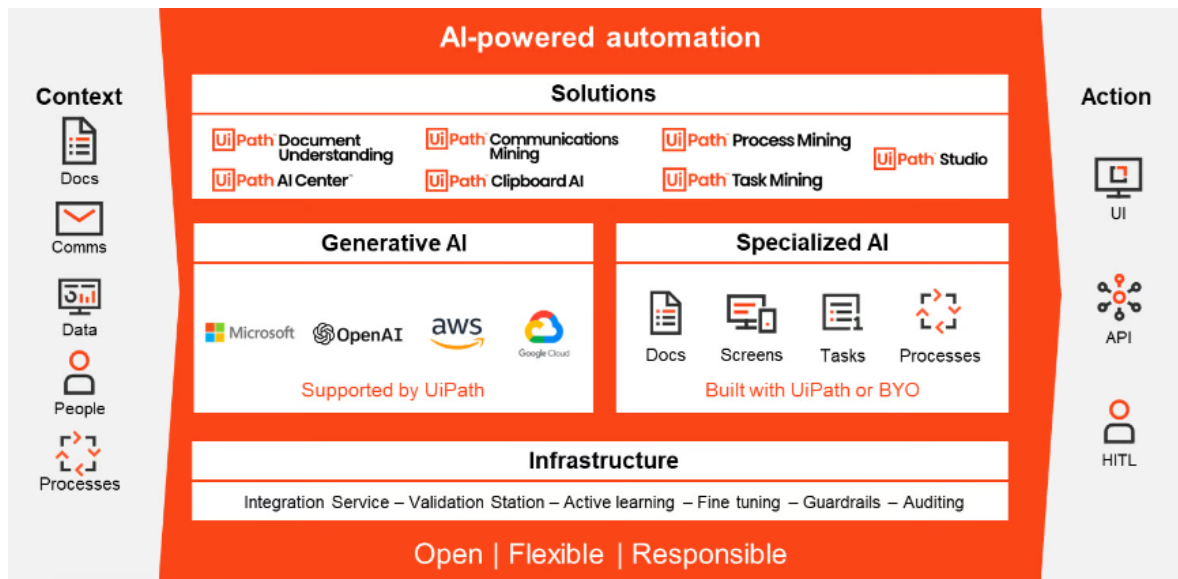 AI-powered automation
Context
Docs
Comms
Data
People
Processes
Solutions
UiPath Document Understanding
UiPath Communications Mining
UiPath Process Mining
UiPath Studio
UiPath AI Center
UiPath Clipboard AI
UiPath Task Mining
Generative AI
Microsoft
OpenAI
aws
Google Cloud
Supported by UiPath
Specialized AI
Docs
Screens
Tasks
Processes
Built with UiPath or BYO
Infrastructure
Integration Service – Validation Station – Active learning – Fine tuning – Guardrails – Auditing
Open | Flexible | Responsible
Action
UI
API
HITL